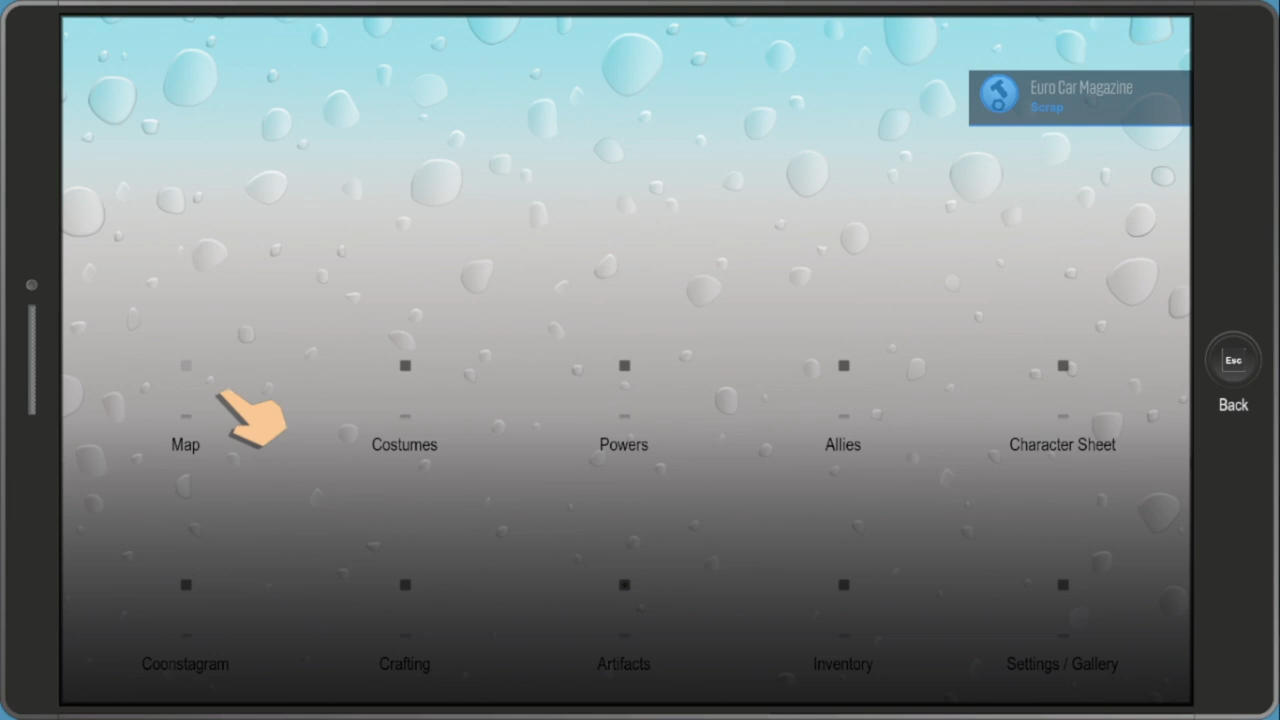 Euro Car Magazine
Scrap
Esc
Back
Map
Costumes
Powers
Allies
Character Sheet
Coonstagram
Crafting
Artifacts
Inventory
Settings / Gallery